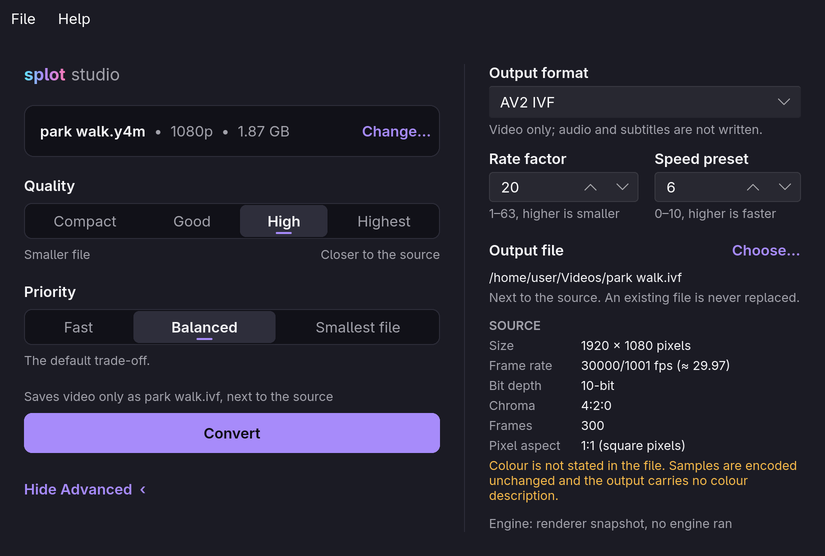 File Help
splot studio
park walk.y4m • 1080p • 1.87 GB Change...
Quality
Compact Good High Highest
Smaller file Closer to the source
Priority
Fast Balanced Smallest file
The default trade-off.
Saves video only as park walk.ivf, next to the source
Convert
Hide Advanced ‹
Output format
AV2 IVF
Video only; audio and subtitles are not written.
Rate factor Speed preset
20 6
1–63, higher is smaller 0–10, higher is faster
Output file Choose...
/home/user/Videos/park walk.ivf
Next to the source. An existing file is never replaced.
SOURCE
Size 1920 × 1080 pixels
Frame rate 30000/1001 fps (≈ 29.97)
Bit depth 10-bit
Chroma 4:2:0
Frames 300
Pixel aspect 1:1 (square pixels)
Colour is not stated in the file. Samples are encoded
unchanged and the output carries no colour
description.
Engine: renderer snapshot, no engine ran